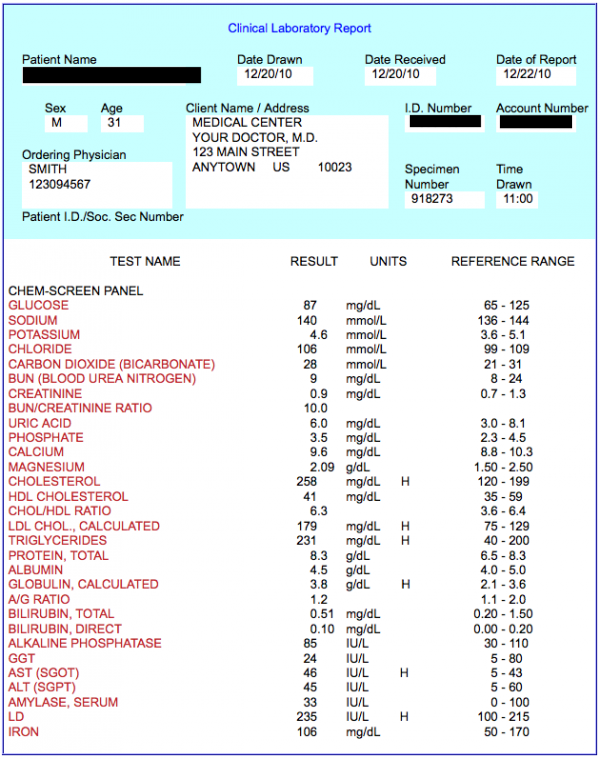 Clinical Laboratory Report
Patient Name Date Drawn Date Received Date of Report
12/20/10 12/20/10 12/22/10
Sex Age Client Name / Address I.D. Number Account Number
M 31 MEDICAL CENTER
YOUR DOCTOR, M.D.
Ordering Physician 123 MAIN STREET
SMITH ANYTOWN US 10023 Specimen Time
123094567 Number Drawn
918273 11:00
Patient I.D./Soc. Sec Number
TEST NAME RESULT UNITS REFERENCE RANGE
CHEM-SCREEN PANEL
GLUCOSE 87 mg/dL 65 - 125
SODIUM 140 mmol/L 136 - 144
POTASSIUM 4.6 mmol/L 3.6 - 5.1
CHLORIDE 106 mmol/L 99 - 109
CARBON DIOXIDE (BICARBONATE) 28 mmol/L 21 - 31
BUN (BLOOD UREA NITROGEN) 9 mg/dL 8 - 24
CREATININE 0.9 mg/dL 0.7 - 1.3
BUN/CREATININE RATIO 10.0
URIC ACID 6.0 mg/dL 3.0 - 8.1
PHOSPHATE 3.5 mg/dL 2.3 - 4.5
CALCIUM 9.6 mg/dL 8.8 - 10.3
MAGNESIUM 2.09 g/dL 1.50 - 2.50
CHOLESTEROL 258 mg/dL H 120 - 199
HDL CHOLESTEROL 41 mg/dL 35 - 59
CHOL/HDL RATIO 6.3 3.6 - 6.4
LDL CHOL., CALCULATED 179 mg/dL H 75 - 129
TRIGLYCERIDES 231 mg/dL H 40 - 200
PROTEIN, TOTAL 8.3 g/dL 6.5 - 8.3
ALBUMIN 4.5 g/dL 4.0 - 5.0
GLOBULIN, CALCULATED 3.8 g/dL H 2.1 - 3.6
A/G RATIO 1.2 1.1 - 2.0
BILIRUBIN, TOTAL 0.51 mg/dL 0.20 - 1.50
BILIRUBIN, DIRECT 0.10 mg/dL 0.00 - 0.20
ALKALINE PHOSPHATASE 85 IU/L 30 - 110
GGT 24 IU/L 5 - 80
AST (SGOT) 46 IU/L H 5 - 43
ALT (SGPT) 45 IU/L 5 - 60
AMYLASE, SERUM 33 IU/L 0 - 100
LD 235 IU/L H 100 - 215
IRON 106 mg/dL 50 - 170